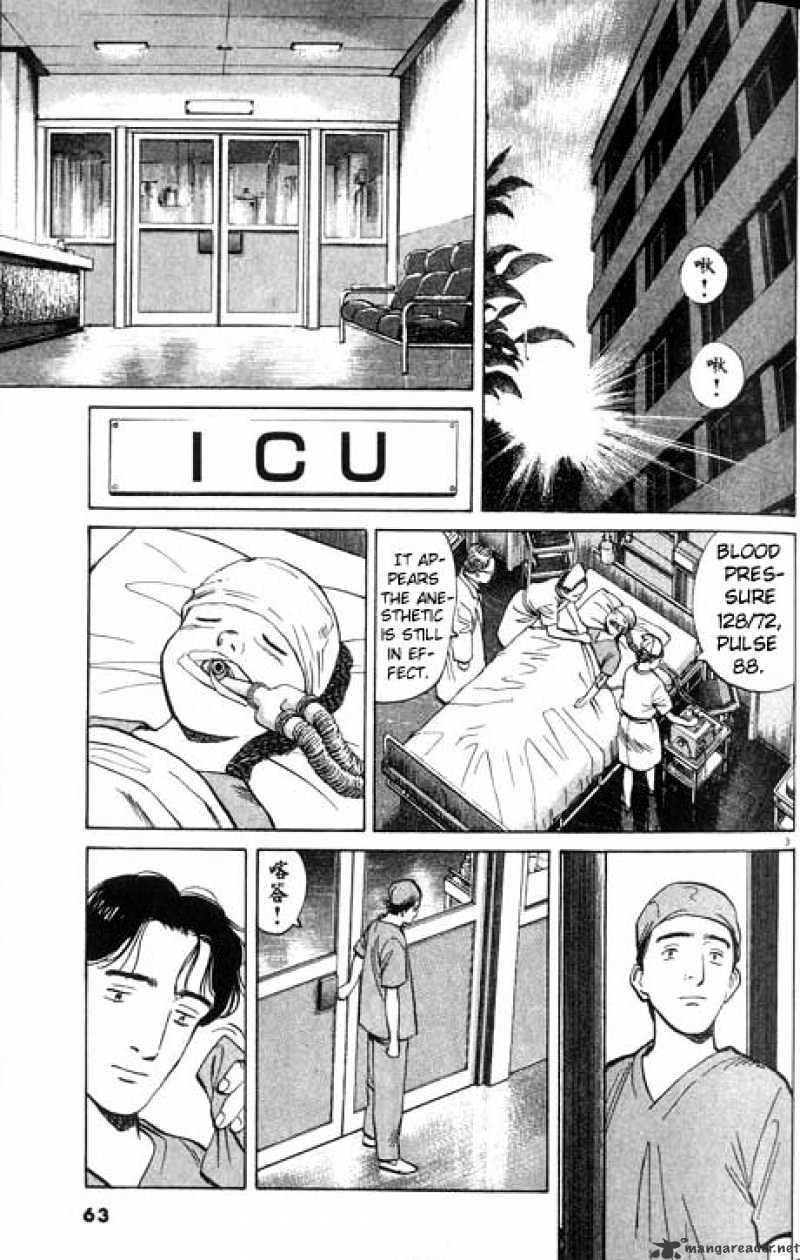 啾!
啾!
ICU
BLOOD
PRES-
SURE
128/72,
PULSE
88.
IT AP-
PEARS
THE ANE-
STHETIC
IS STILL
IN EF-
FECT.
3
喀答!
63
mangareader.net